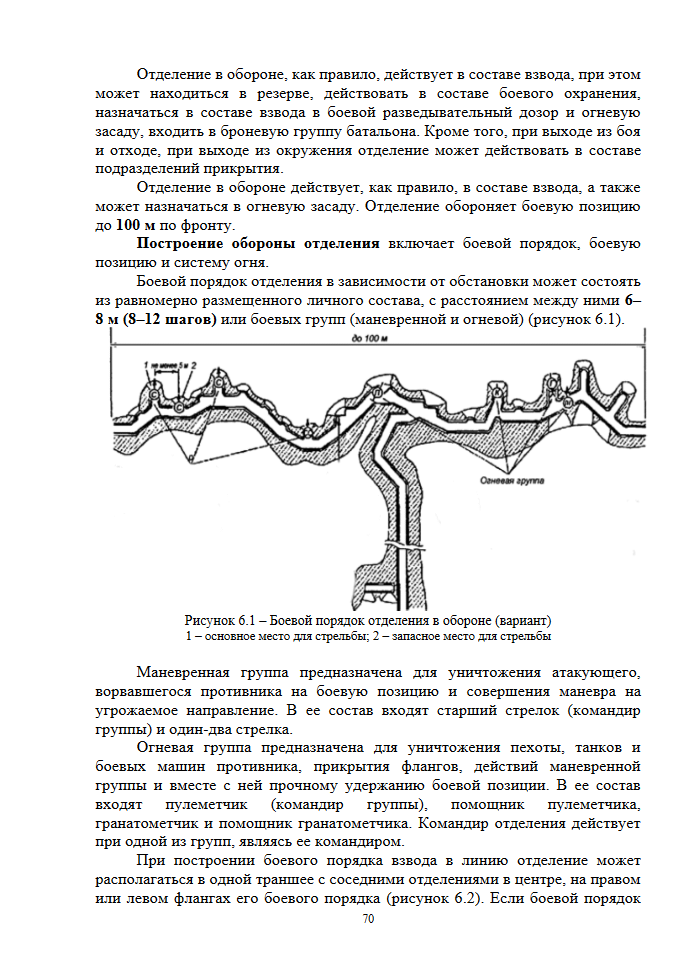 Отделение в обороне, как правило, действует в составе взвода, при этом
может находиться в резерве, действовать в составе боевого охранения,
назначаться в составе взвода в боевой разведывательный дозор и огневую
засаду, входить в броневую группу батальона. Кроме того, при выходе из боя
и отходе, при выходе из окружения отделение может действовать в составе
подразделений прикрытия.
Отделение в обороне действует, как правило, в составе взвода, а также
может назначаться в огневую засаду. Отделение обороняет боевую позицию
до 100 м по фронту.
Построение обороны отделения включает боевой порядок, боевую
позицию и систему огня.
Боевой порядок отделения в зависимости от обстановки может состоять
из равномерно размещенного личного состава, с расстоянием между ними 6–
8 м (8–12 шагов) или боевых групп (маневренной и огневой) (рисунок 6.1).
до 100 м
1 не менее 5 м 2
Огневая группа
Рисунок 6.1 – Боевой порядок отделения в обороне (вариант)
1 – основное место для стрельбы; 2 – запасное место для стрельбы
Маневренная группа предназначена для уничтожения атакующего,
ворвавшегося противника на боевую позицию и совершения маневра на
угрожаемое направление. В ее состав входят старший стрелок (командир
группы) и один-два стрелка.
Огневая группа предназначена для уничтожения пехоты, танков и
боевых машин противника, прикрытия флангов, действий маневренной
группы и вместе с ней прочному удержанию боевой позиции. В ее состав
входят пулеметчик (командир группы), помощник пулеметчика,
гранатометчик и помощник гранатометчика. Командир отделения действует
при одной из групп, являясь ее командиром.
При построении боевого порядка взвода в линию отделение может
располагаться в одной траншее с соседними отделениями в центре, на правом
или левом флангах его боевого порядка (рисунок 6.2). Если боевой порядок
70